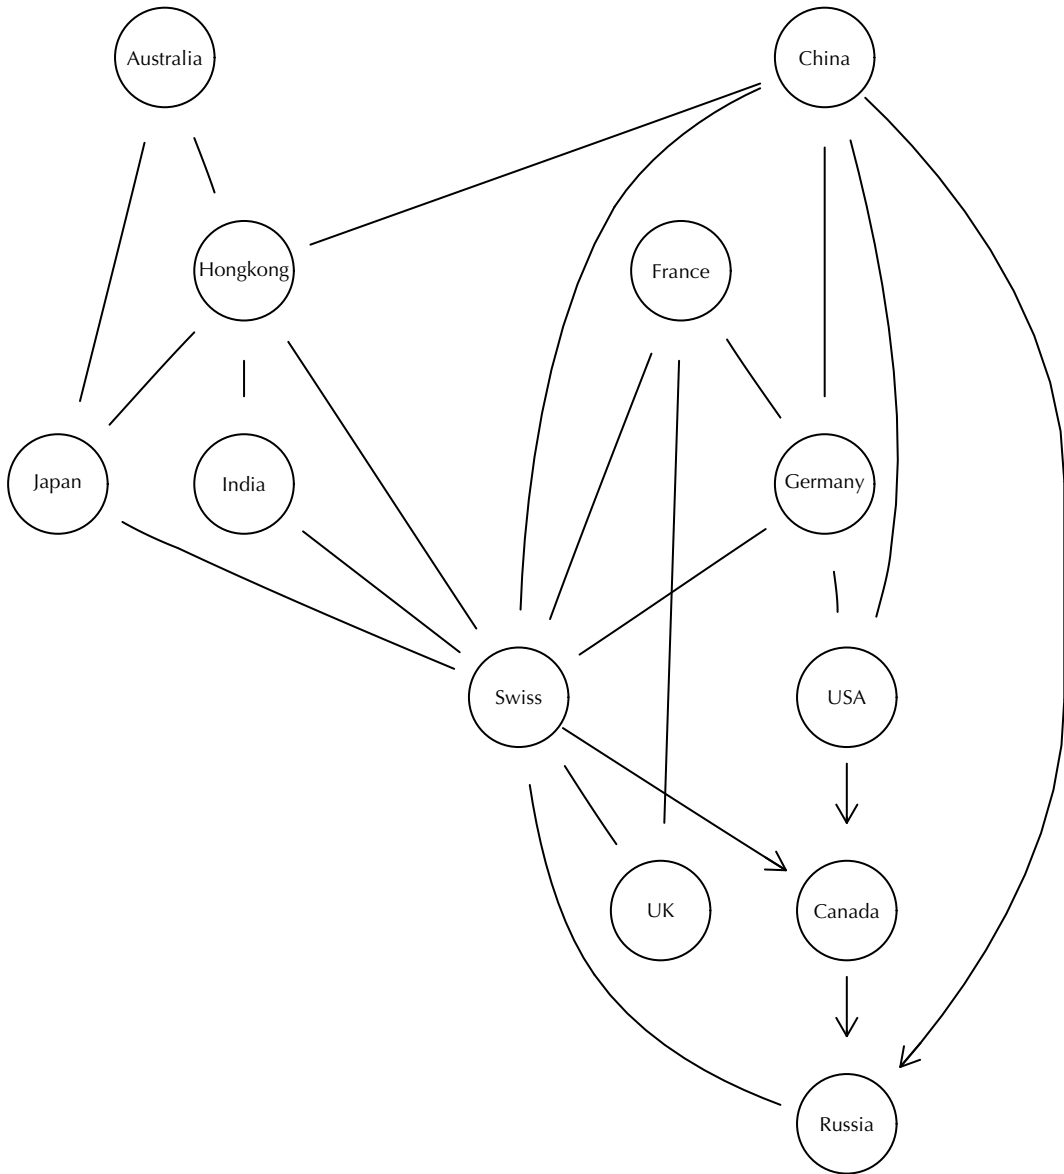 Australia
China
Hongkong
France
Japan
India
Germany
Swiss
USA
UK
Canada
Russia